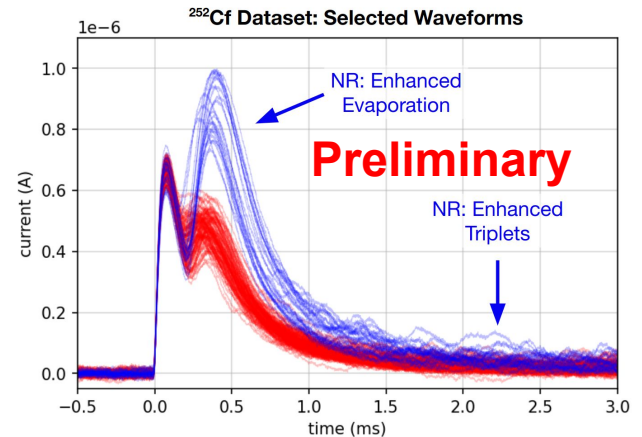 ²⁵²Cf Dataset: Selected Waveforms
1e−6
1.0
0.8
0.6
0.4
0.2
0.0
current (A)
NR: Enhanced
Evaporation
Preliminary
NR: Enhanced
Triplets
−0.5
0.0
0.5
1.0
1.5
2.0
2.5
3.0
time (ms)